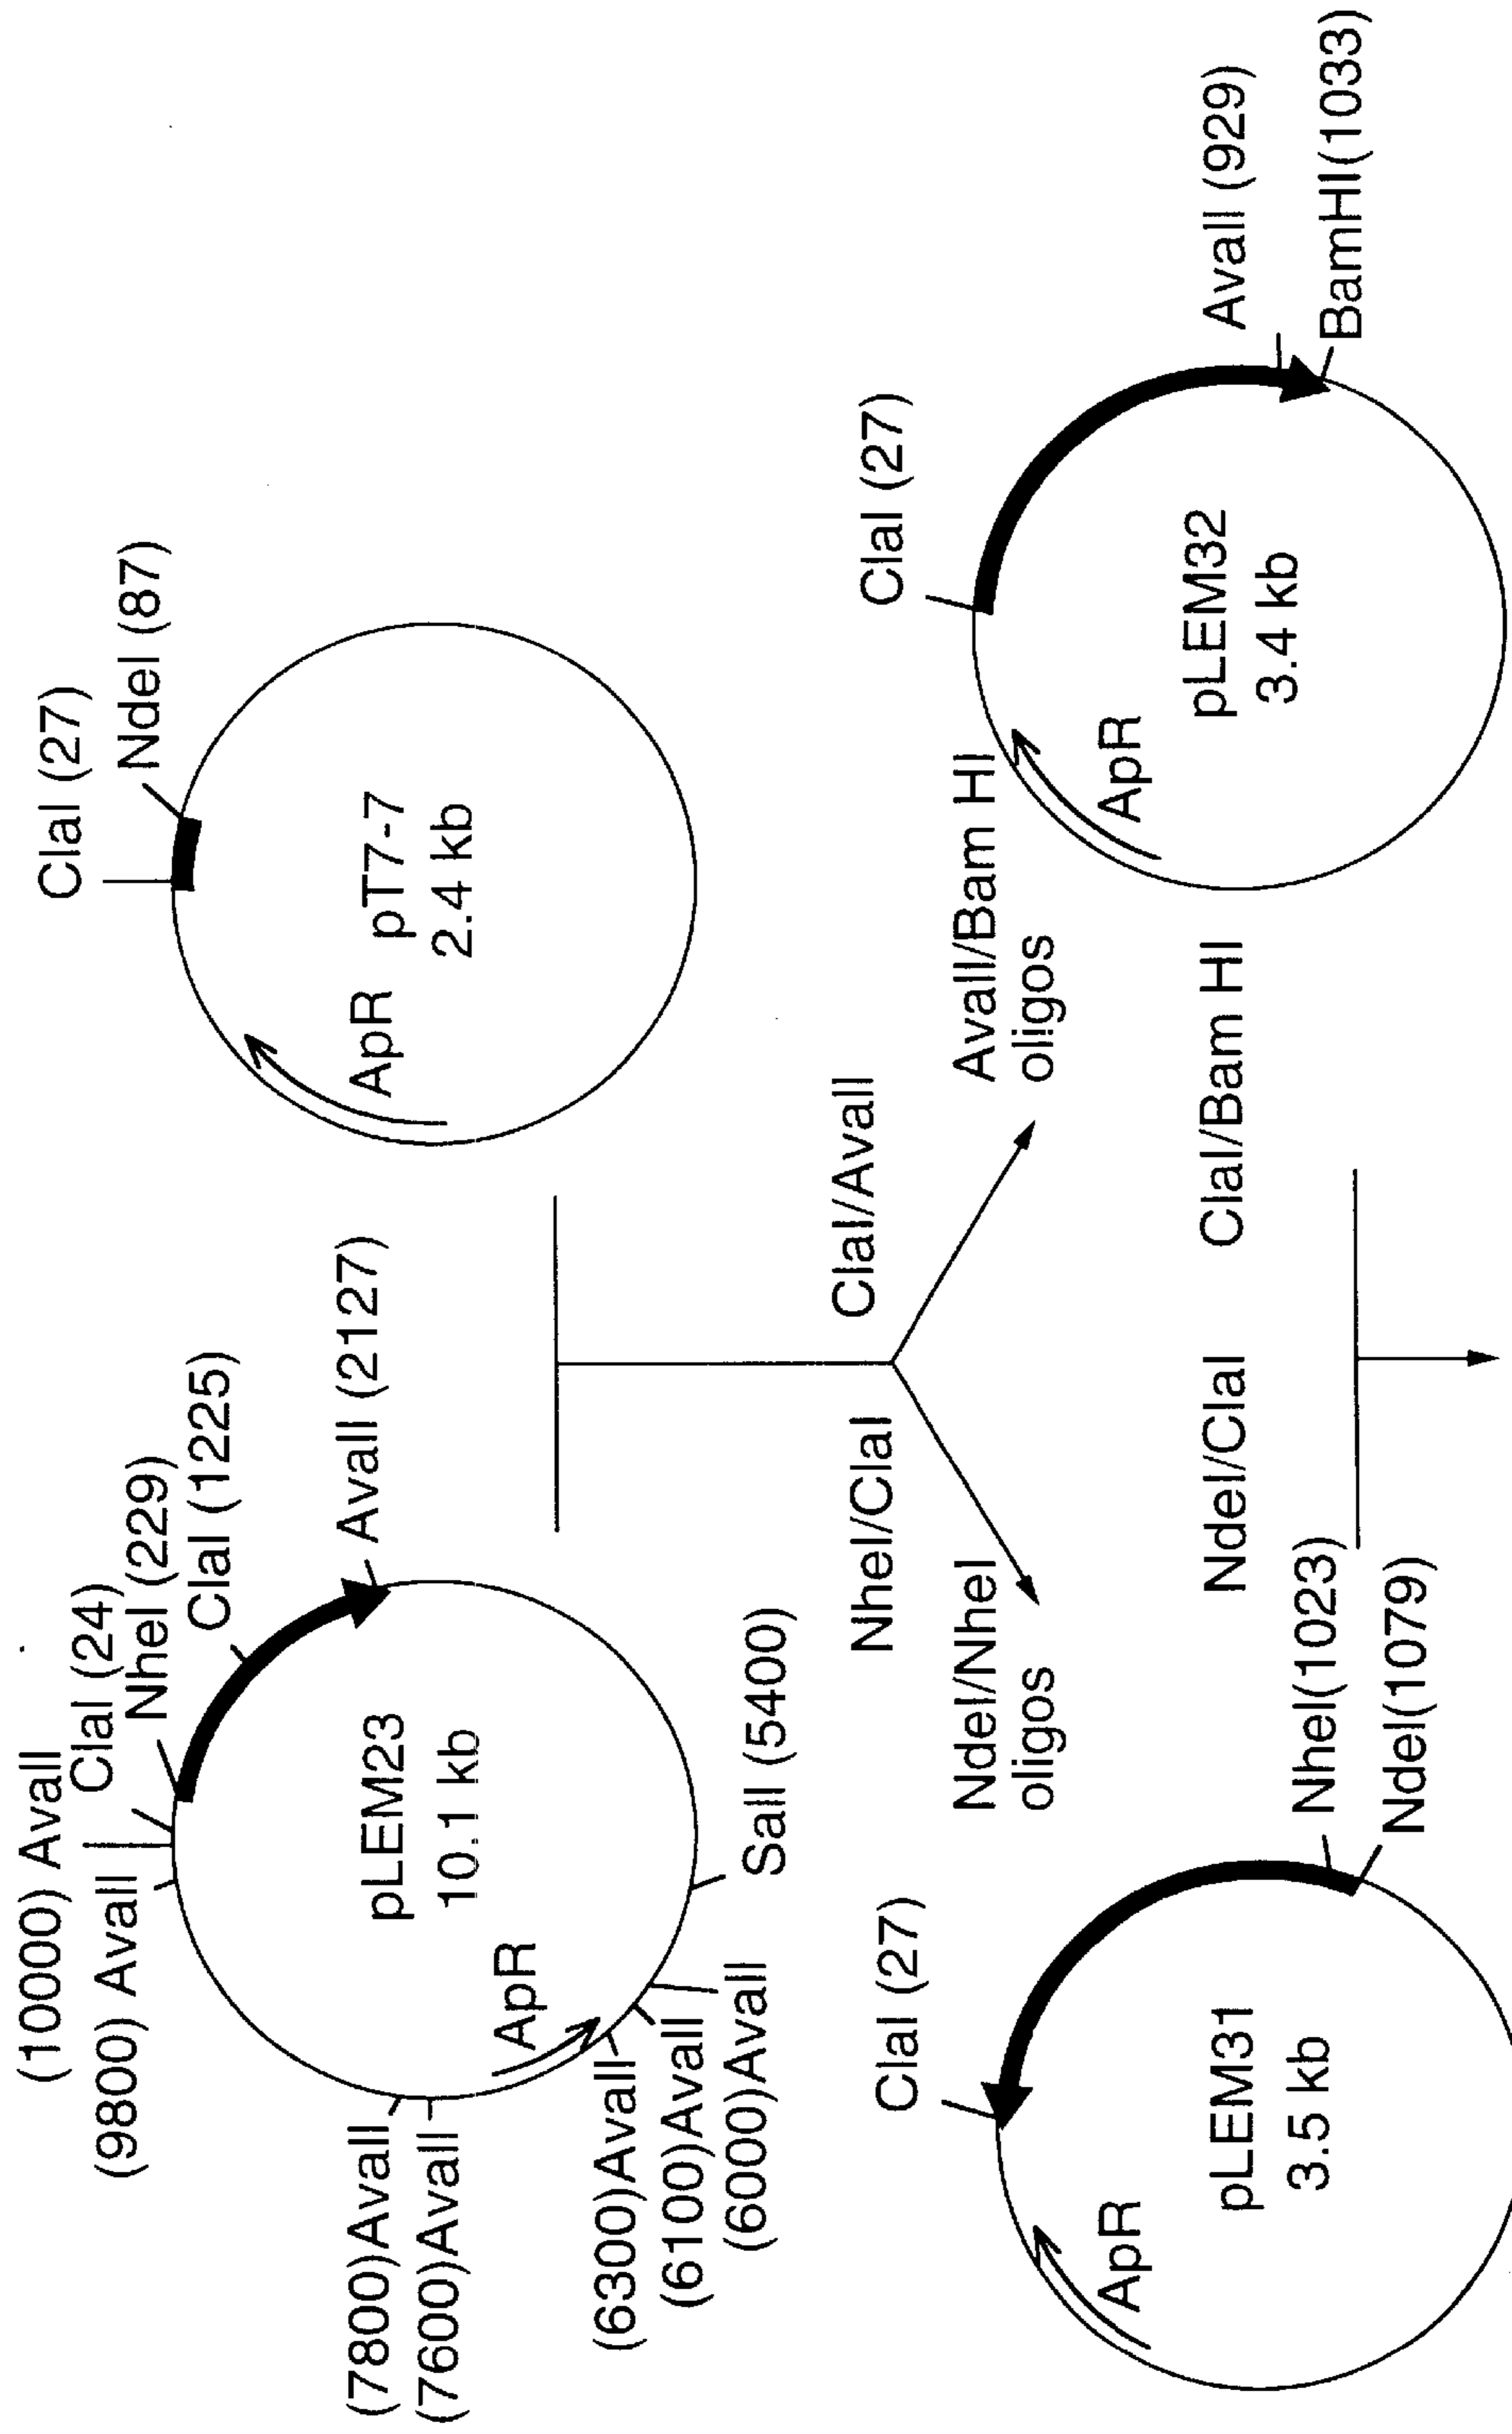 (10000) AvaII
(9800) AvaII
ClaI (24)
NheI (229)
ClaI (1225)
AvaII (2127)
pLEM23
10.1 kb
ApR
(7800)AvaII
(7600)AvaII
(6300)AvaII
(6100)AvaII
(6000)AvaII
SalI (5400)
ClaI (27)
NdeI (87)
pT7-7
2.4 kb
ApR
NheI/ClaI
ClaI/AvaII
NdeI/NheI
oligos
AvaII/Bam HI
oligos
ClaI (27)
pLEM31
3.5 kb
ApR
NheI(1023)
NdeI(1079)
NdeI/ClaI
ClaI/Bam HI
ClaI (27)
pLEM32
3.4 kb
ApR
AvaII (929)
BamHI(1033)